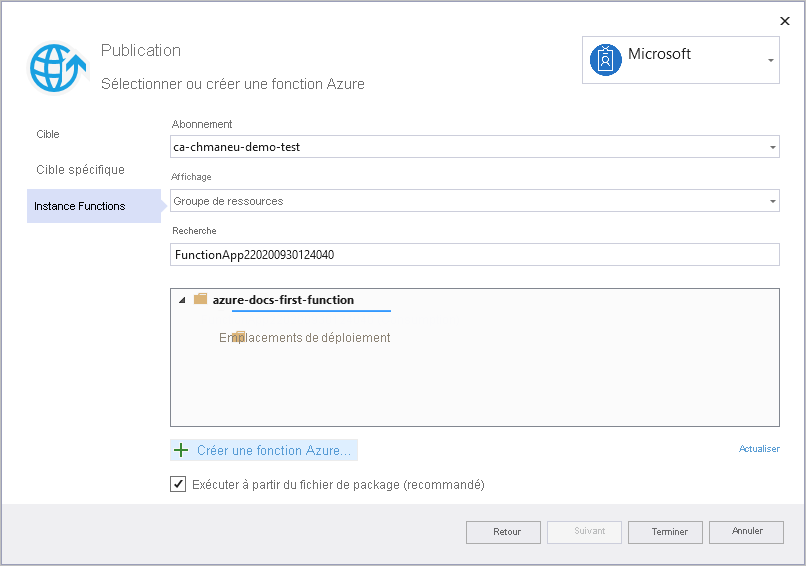 Publication
Sélectionner ou créer une fonction Azure
Microsoft
Cible
Cible spécifique
Instance Functions
Abonnement
ca-chmaneu-demo-test
Affichage
Groupe de ressources
Recherche
FunctionApp220200930124040
azure-docs-first-function
Emplacements de déploiement
Créer une fonction Azure...
Actualiser
Exécuter à partir du fichier de package (recommandé)
Retour
Suivant
Terminer
Annuler